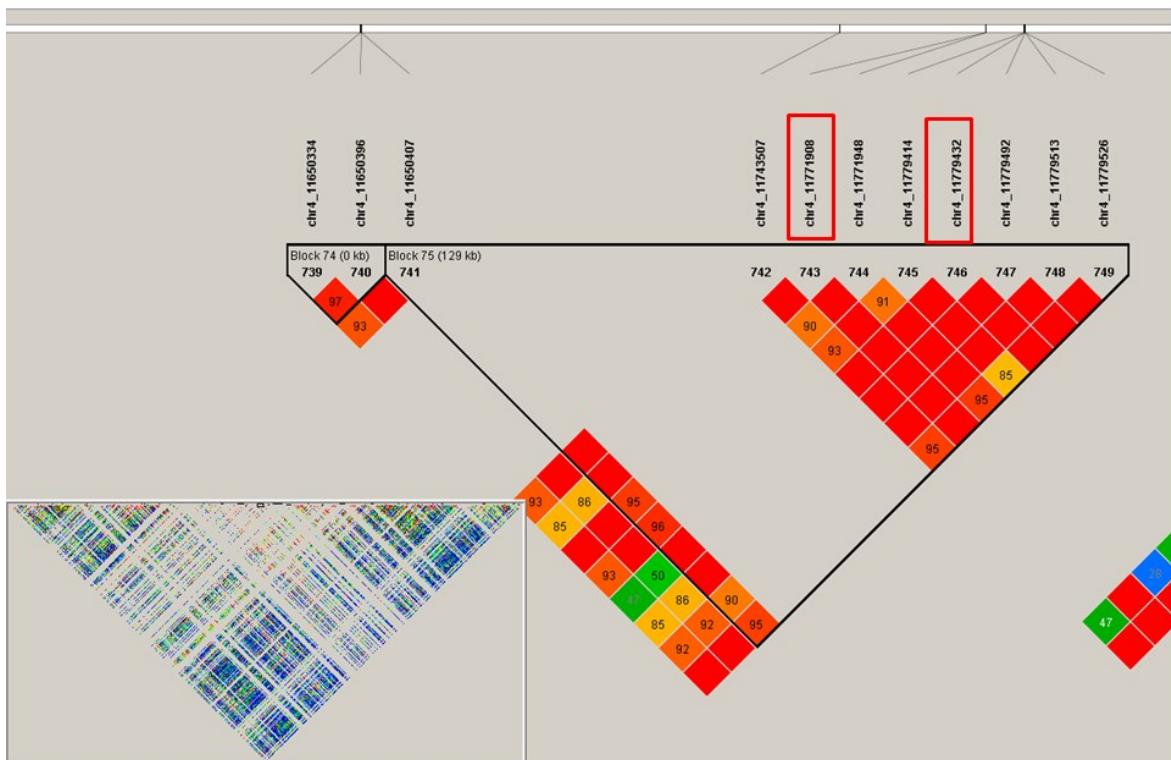 chr4_11650334
chr4_11650396
chr4_11650407
chr4_11743507
chr4_11771908
chr4_11771948
chr4_11779414
chr4_11779432
chr4_11779492
chr4_11779513
chr4_11779526
Block 74 (0 kb) Block 75 (129 kb)
739 740 741 742 743 744 745 746 747 748 749
97 91
93 90
93
85
95
95
93 86 95
85 96
93 50 28
47 86 90
85 92 95 47
92